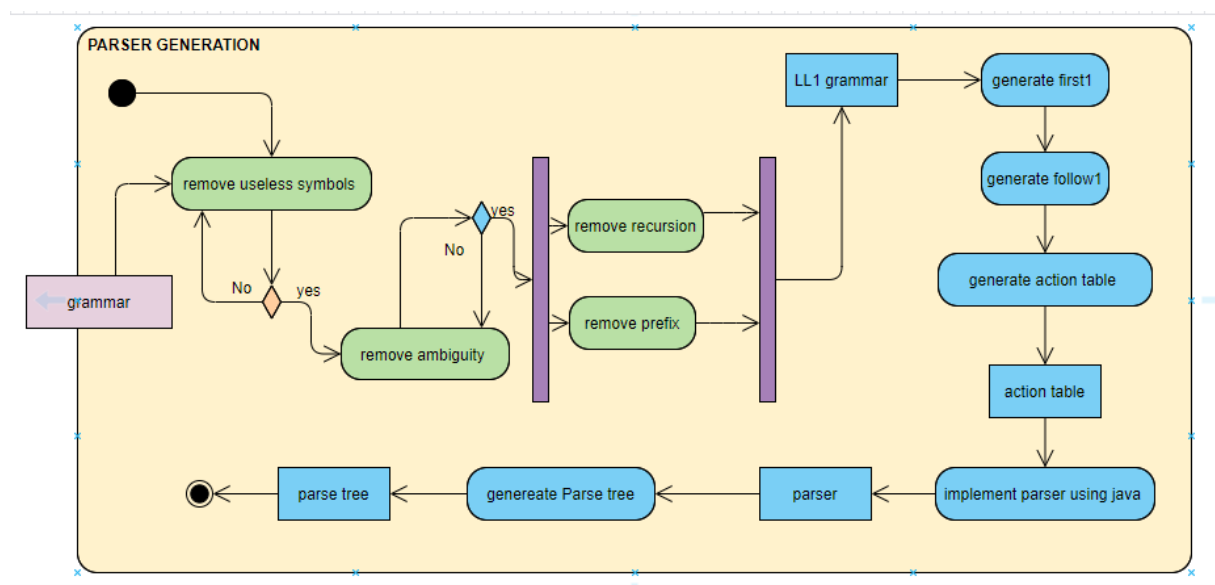 PARSER GENERATION
LL1 grammar
generate first1
remove useless symbols
generate follow1
yes
remove recursion
No
generate action table
No
yes
grammar
remove prefix
remove ambiguity
action table
parse tree
genereate Parse tree
parser
implement parser using java